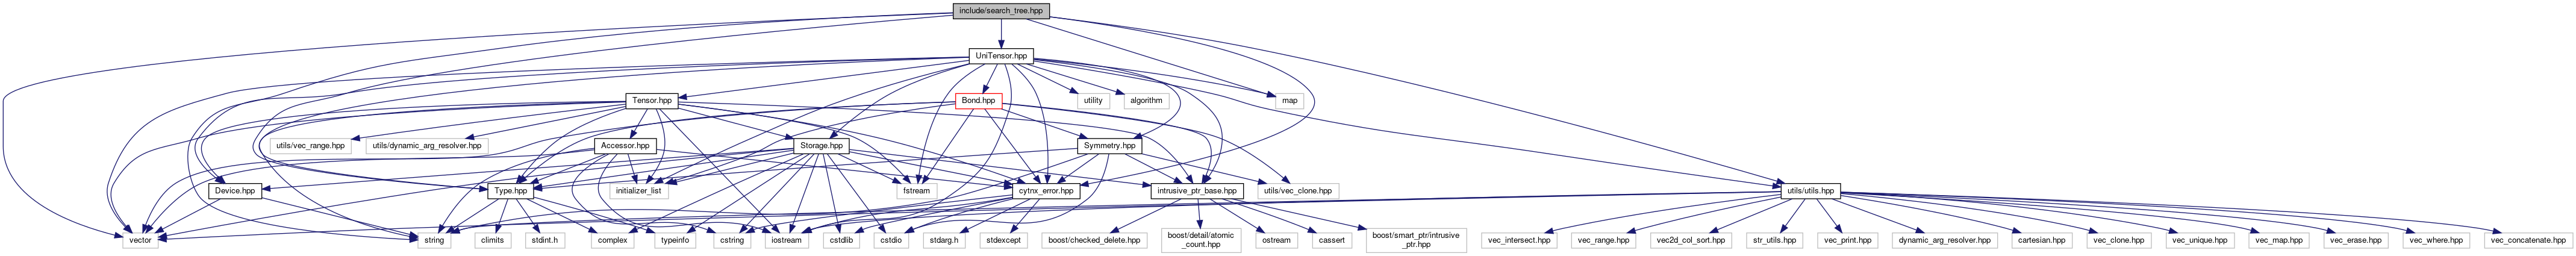 include/search_tree.hpp
UniTensor.hpp
Tensor.hpp
Bond.hpp
utility
algorithm
map
utils/vec_range.hpp
utils/dynamic_arg_resolver.hpp
Accessor.hpp
Storage.hpp
Symmetry.hpp
Device.hpp
Type.hpp
initializer_list
fstream
cytnx_error.hpp
intrusive_ptr_base.hpp
utils/vec_clone.hpp
utils/utils.hpp
vector
string
climits
stdint.h
complex
typeinfo
cstring
iostream
cstdlib
cstdio
stdarg.h
stdexcept
boost/checked_delete.hpp
boost/detail/atomic
_count.hpp
ostream
cassert
boost/smart_ptr/intrusive
_ptr.hpp
vec_intersect.hpp
vec_range.hpp
vec2d_col_sort.hpp
str_utils.hpp
vec_print.hpp
dynamic_arg_resolver.hpp
cartesian.hpp
vec_clone.hpp
vec_unique.hpp
vec_map.hpp
vec_erase.hpp
vec_where.hpp
vec_concatenate.hpp